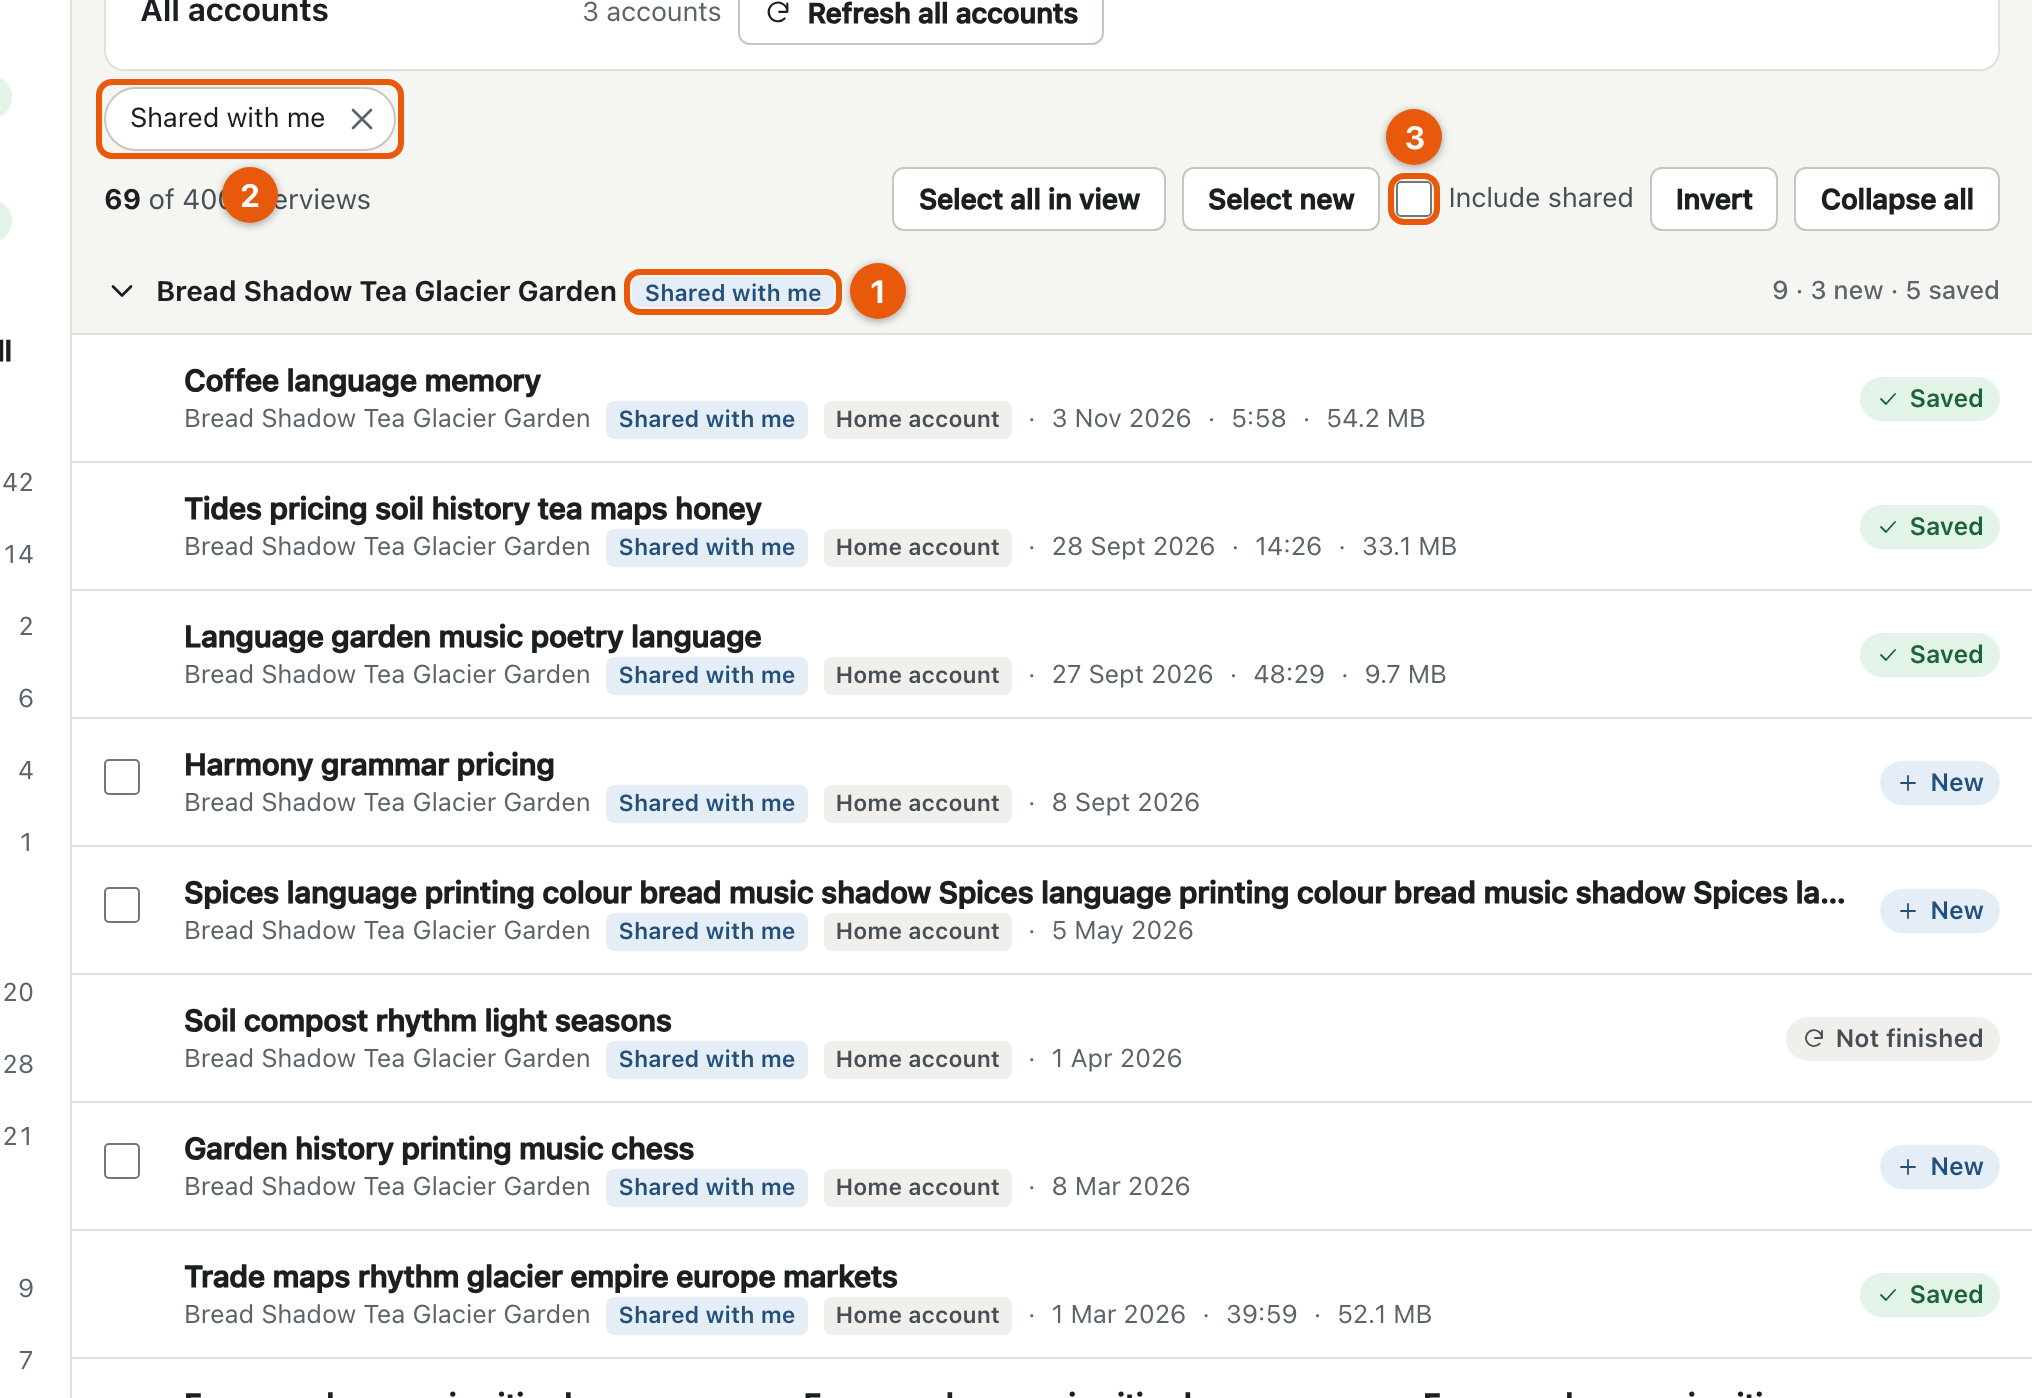 All accounts 3 accounts Refresh all accounts
Shared with me
3
69 of 400 2 erviews Select all in view Select new Include shared Invert Collapse all
Bread Shadow Tea Glacier Garden Shared with me 1 9 · 3 new · 5 saved
ll
Coffee language memory
Bread Shadow Tea Glacier Garden Shared with me Home account · 3 Nov 2026 · 5:58 · 54.2 MB
Saved
42
Tides pricing soil history tea maps honey
Bread Shadow Tea Glacier Garden Shared with me Home account · 28 Sept 2026 · 14:26 · 33.1 MB
Saved
14
2
Language garden music poetry language
Bread Shadow Tea Glacier Garden Shared with me Home account · 27 Sept 2026 · 48:29 · 9.7 MB
Saved
6
4
Harmony grammar pricing
Bread Shadow Tea Glacier Garden Shared with me Home account · 8 Sept 2026
+ New
1
Spices language printing colour bread music shadow Spices language printing colour bread music shadow Spices la...
Bread Shadow Tea Glacier Garden Shared with me Home account · 5 May 2026
+ New
20
Soil compost rhythm light seasons
Bread Shadow Tea Glacier Garden Shared with me Home account · 1 Apr 2026
Not finished
28
21
Garden history printing music chess
Bread Shadow Tea Glacier Garden Shared with me Home account · 8 Mar 2026
+ New
9
Trade maps rhythm glacier empire europe markets
Bread Shadow Tea Glacier Garden Shared with me Home account · 1 Mar 2026 · 39:59 · 52.1 MB
Saved
7